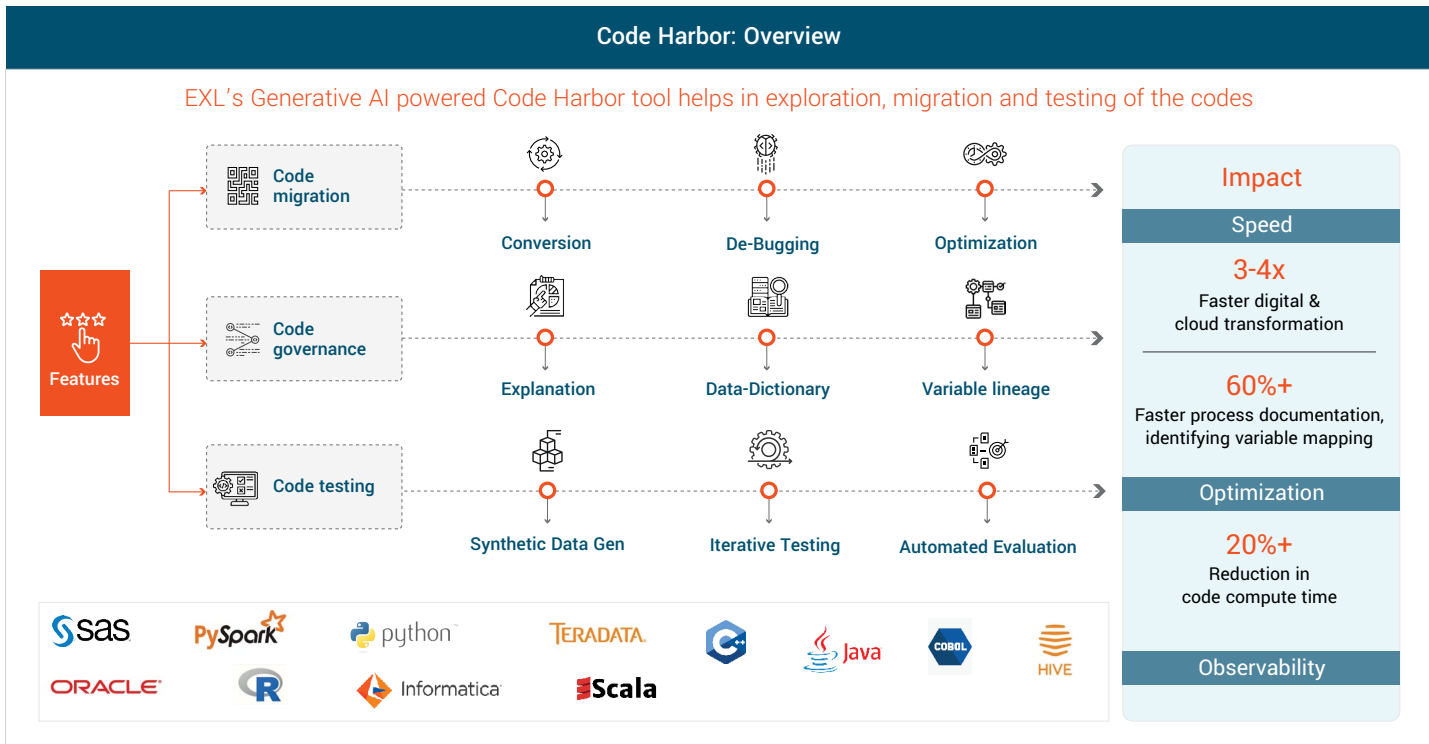 Code Harbor: Overview
EXL's Generative AI powered Code Harbor tool helps in exploration, migration and testing of the codes
Features
Code
migration
Conversion
De-Bugging
Optimization
Code
governance
Explanation
Data-Dictionary
Variable lineage
Code testing
Synthetic Data Gen
Iterative Testing
Automated Evaluation
Impact
Speed
3-4x
Faster digital &
cloud transformation
60%+
Faster process documentation,
identifying variable mapping
Optimization
20%+
Reduction in
code compute time
Observability
sas
PySpark
python
TERADATA.
C++
Java
COBOL
HIVE
ORACLE
R
Informatica
Scala